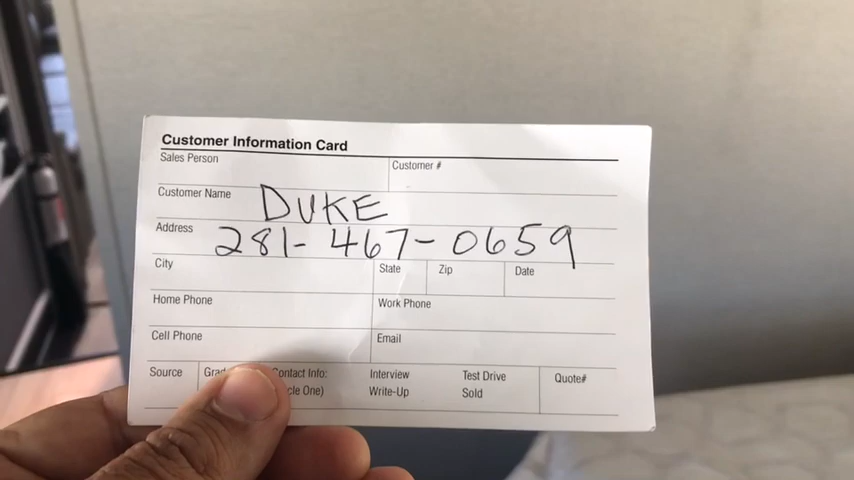 Customer Information Card
Sales Person Customer #
Customer Name DUKE
Address 281-467-0659
City State Zip Date
Home Phone Work Phone
Cell Phone Email
Source Contact Info: Interview Test Drive Quote#
One) Write-Up Sold